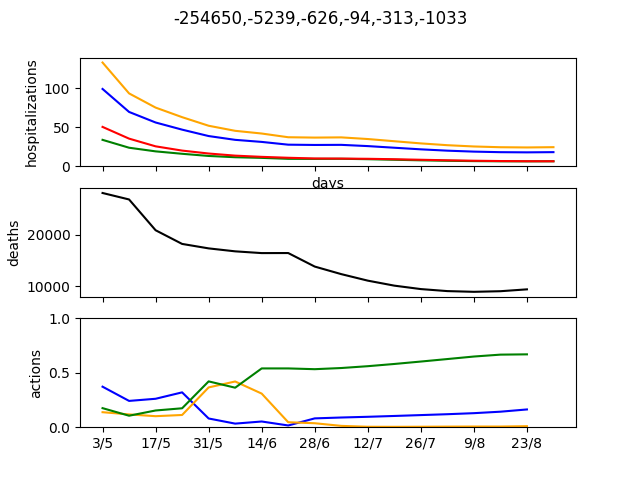 -254650,-5239,-626,-94,-313,-1033
hospitalizations
100
50
0
days
deaths
20000
10000
actions
1.0
0.5
0.0
3/5 17/5 31/5 14/6 28/6 12/7 26/7 9/8 23/8